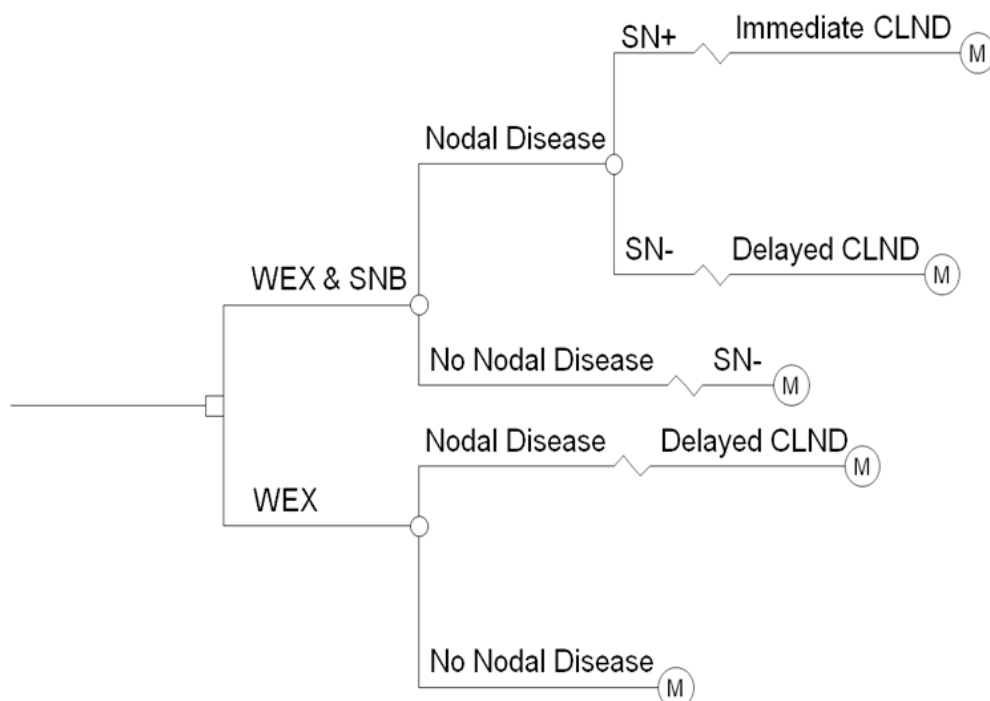 SN+ Immediate CLND
M
Nodal Disease
SN- Delayed CLND
M
WEX & SNB
No Nodal Disease SN-
M
Nodal Disease Delayed CLND
M
WEX
No Nodal Disease
M